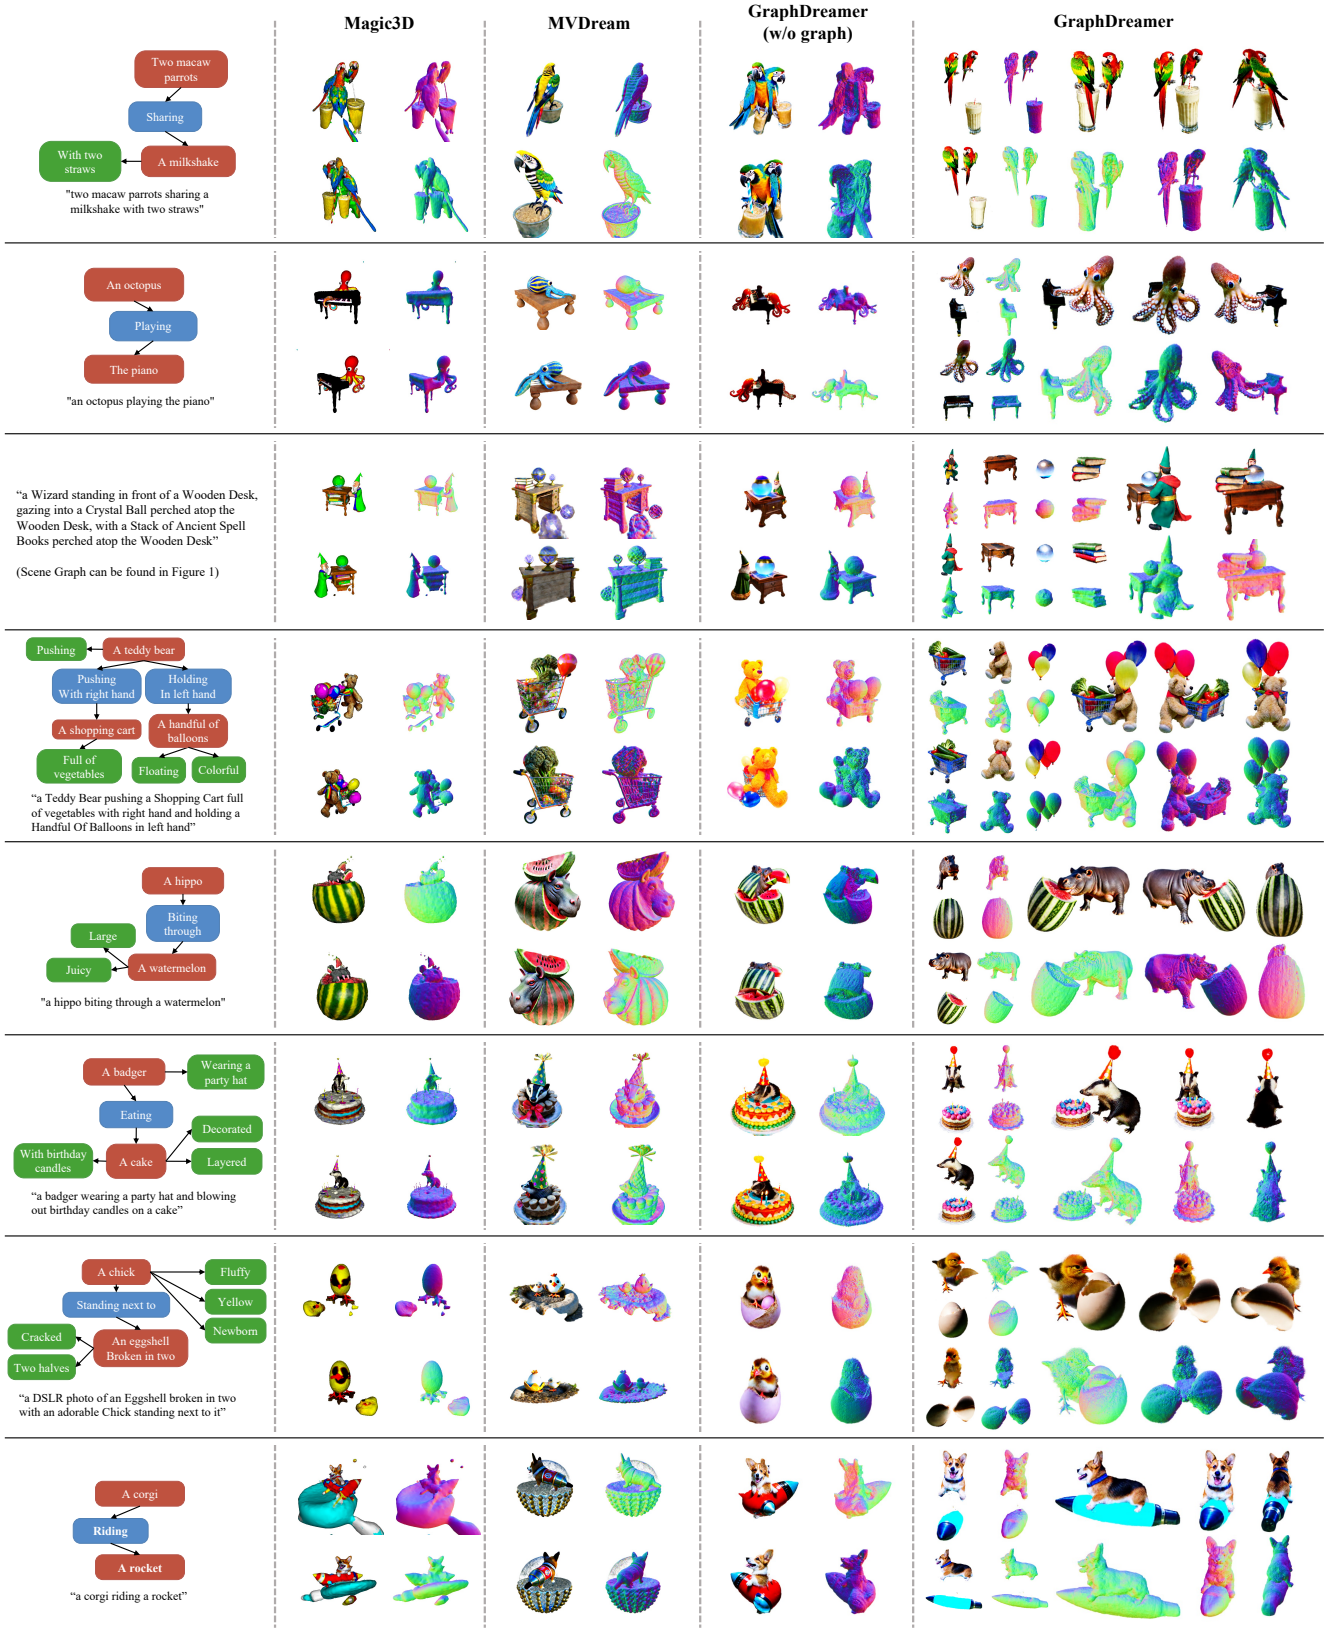 Magic3D
MVDream
GraphDreamer
(w/o graph)
GraphDreamer
Two macaw
parrots
Sharing
With two
straws
A milkshake
"two macaw parrots sharing a
milkshake with two straws"
An octopus
Playing
The piano
"an octopus playing the piano"
“a Wizard standing in front of a Wooden Desk,
gazing into a Crystal Ball perched atop the
Wooden Desk, with a Stack of Ancient Spell
Books perched atop the Wooden Desk”
(Scene Graph can be found in Figure 1)
Pushing
A teddy bear
Pushing
With right hand
Holding
In left hand
A shopping cart
A handful of
balloons
Full of
vegetables
Floating
Colorful
“a Teddy Bear pushing a Shopping Cart full
of vegetables with right hand and holding a
Handful Of Balloons in left hand”
A hippo
Biting
through
Large
Juicy
A watermelon
"a hippo biting through a watermelon"
A badger
Wearing a
party hat
Eating
Decorated
With birthday
candles
A cake
Layered
“a badger wearing a party hat and blowing
out birthday candles on a cake”
A chick
Fluffy
Standing next to
Yellow
Newborn
Cracked
An eggshell
Broken in two
Two halves
“a DSLR photo of an Eggshell broken in two
with an adorable Chick standing next to it”
A corgi
Riding
A rocket
“a corgi riding a rocket”